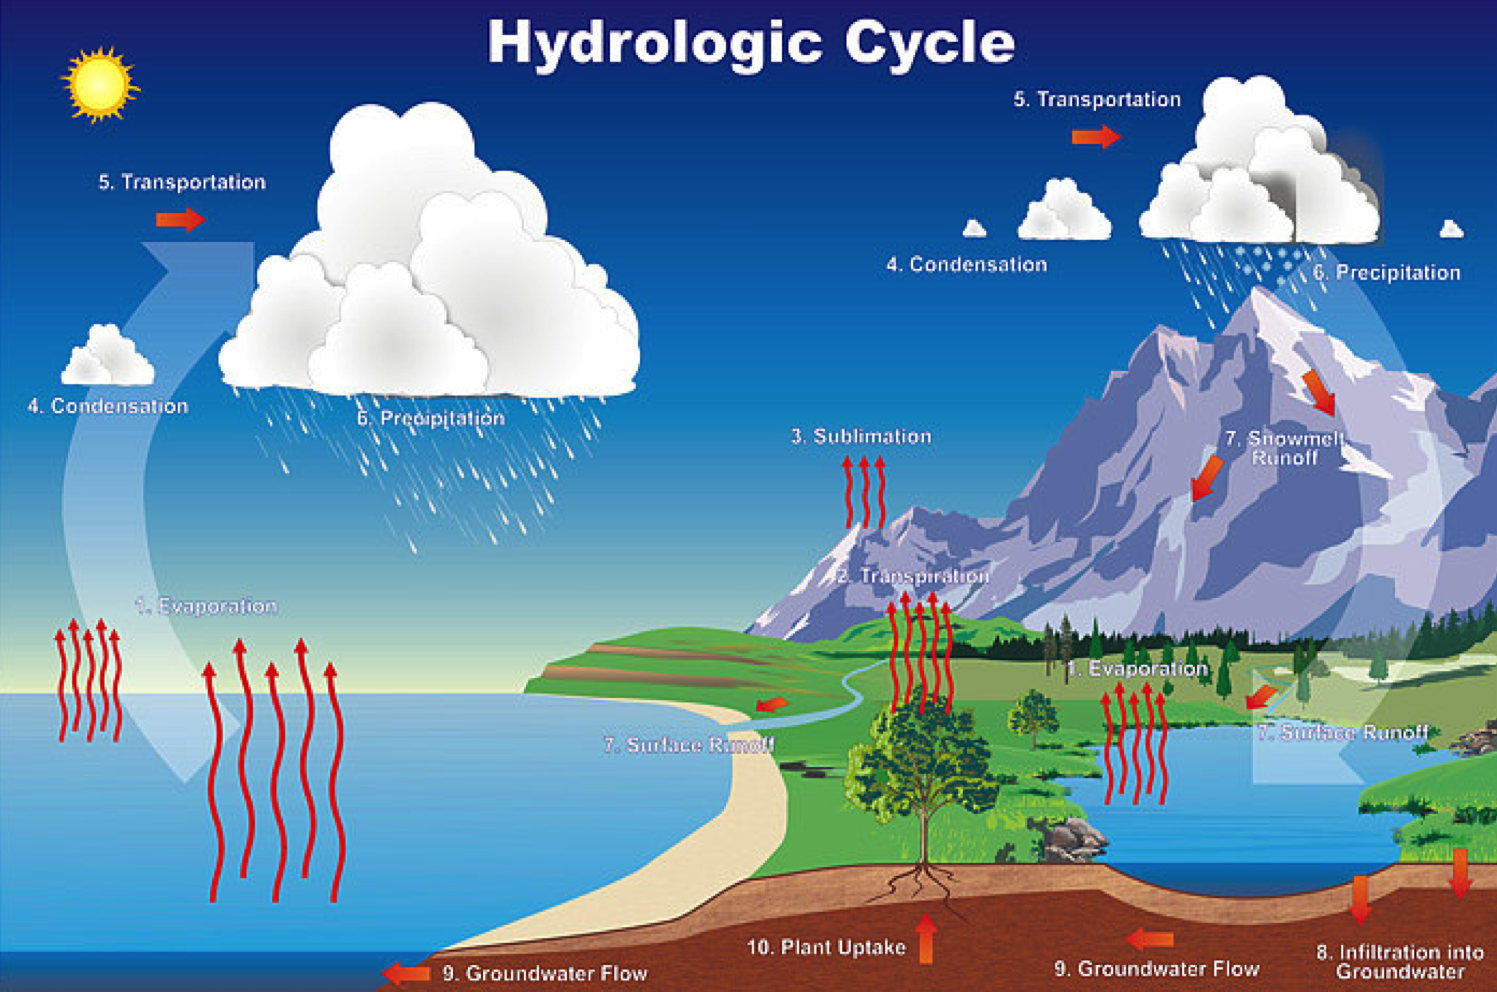 Hydrologic Cycle
5. Transportation
5. Transportation
4. Condensation
6. Precipitation
4. Condensation
6. Precipitation
3. Sublimation
7. Snowmelt
Runoff
2. Transpiration
1. Evaporation
1. Evaporation
7. Surface Runoff
7. Surface Runoff
10. Plant Uptake
9. Groundwater Flow
9. Groundwater Flow
8. Infiltration into
Groundwater